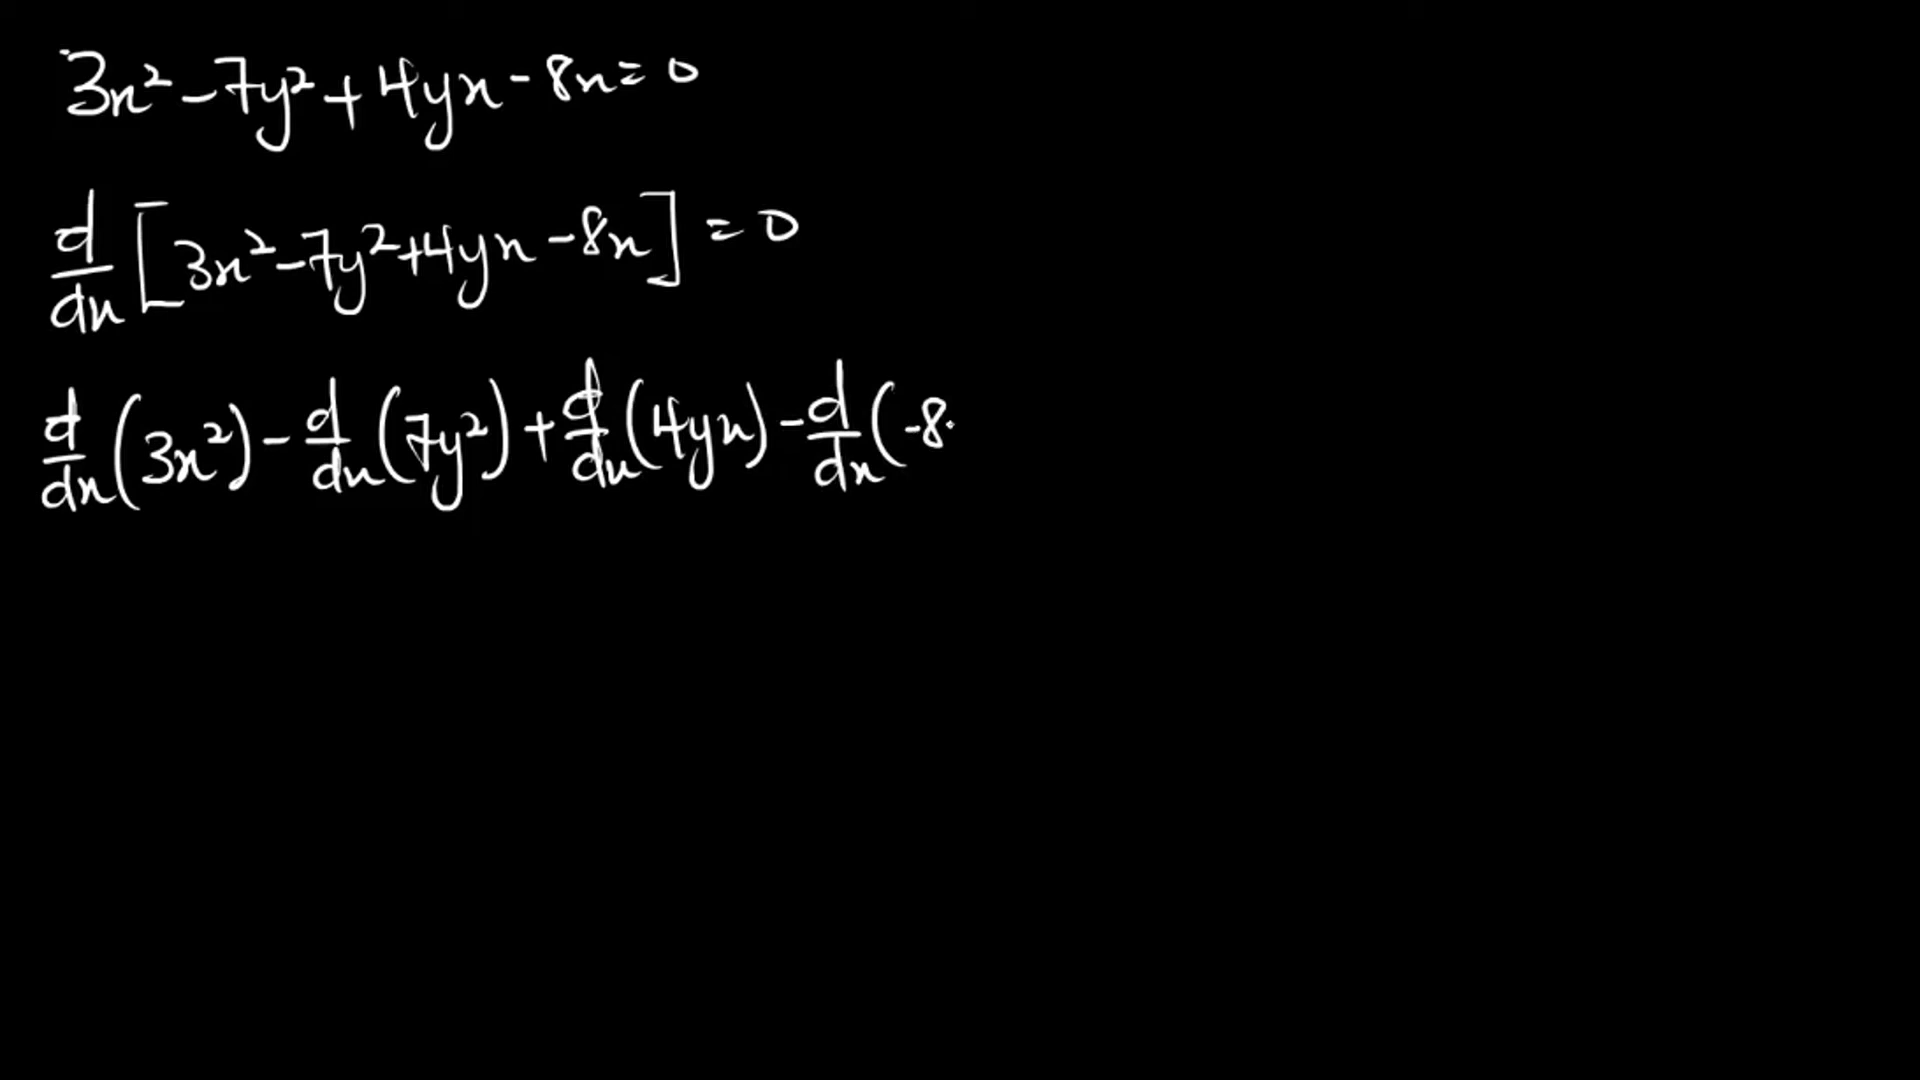 3x² - 7y² + 4yx - 8x = 0
d/dx [3x² - 7y² + 4yx - 8x] = 0
d/dx (3x²) - d/dx (7y²) + d/dx (4yx) - d/dx (-8